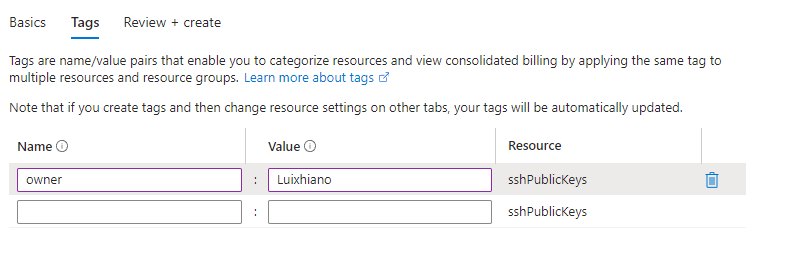 Basics Tags Review + create
Tags are name/value pairs that enable you to categorize resources and view consolidated billing by applying the same tag to
multiple resources and resource groups. Learn more about tags
Note that if you create tags and then change resource settings on other tabs, your tags will be automatically updated.
Name Value Resource
owner : Luixhiano sshPublicKeys
: sshPublicKeys